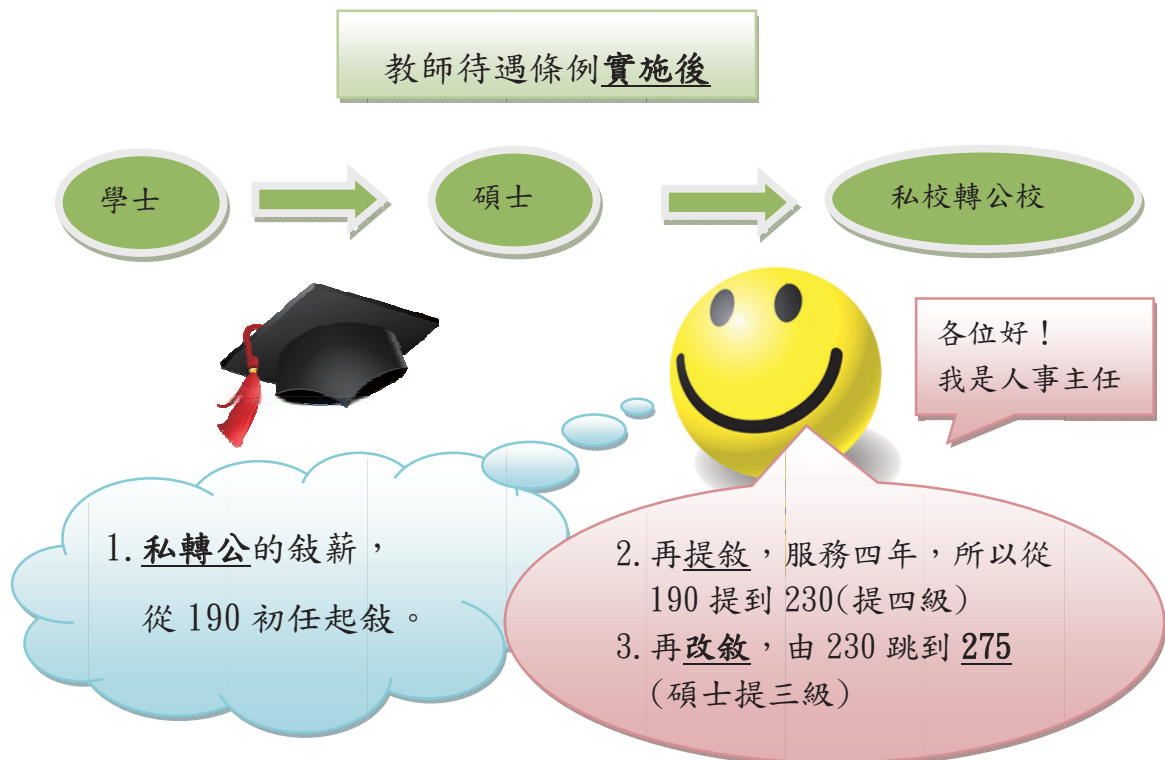 教師待遇條例實施後
學士
碩士
私校轉公校
各位好！
我是人事主任
1. 私轉公的敍薪，
從 190 初任起敍。
2. 再提敘，服務四年，所以從
190 提到 230(提四級)
3. 再改敘，由 230 跳到 275
(碩士提三級)